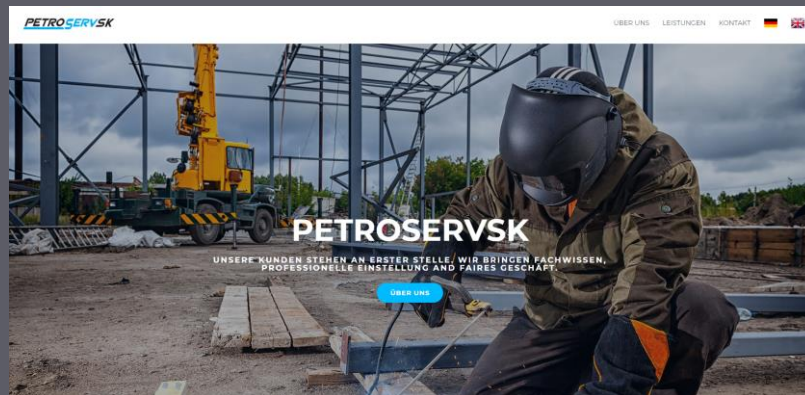 PETROSERVSK
ÜBER UNS
LEISTUNGEN
KONTAKT
PETROSERVSK
UNSERE KUNDEN STEHEN AN ERSTER STELLE. WIR BRINGEN FACHWISSEN,
PROFESSIONELLE EINSTELLUNG AND FAIRES GESCHÄFT.
ÜBER UNS